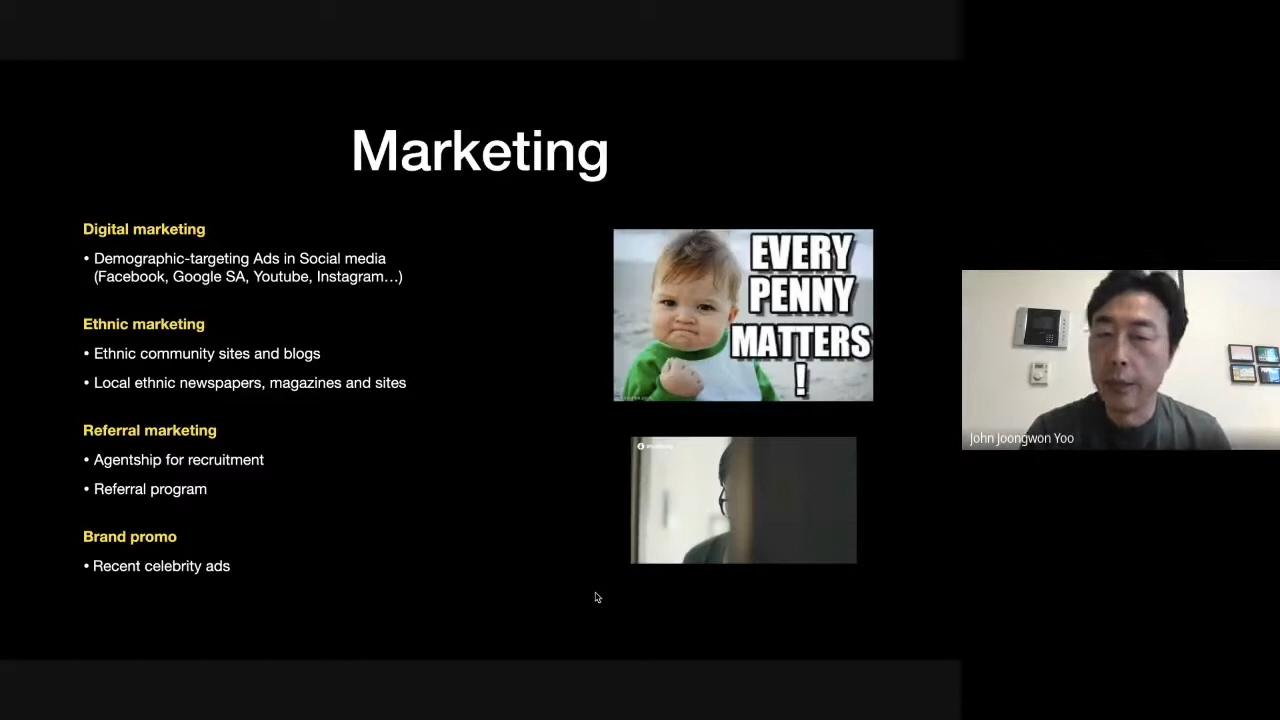 Marketing
Digital marketing
• Demographic-targeting Ads in Social media
(Facebook, Google SA, Youtube, Instagram…)
Ethnic marketing
• Ethnic community sites and blogs
• Local ethnic newspapers, magazines and sites
Referral marketing
• Agentship for recruitment
• Referral program
Brand promo
• Recent celebrity ads
EVERY
PENNY
MATTERS
!
John Joongwon Yoo